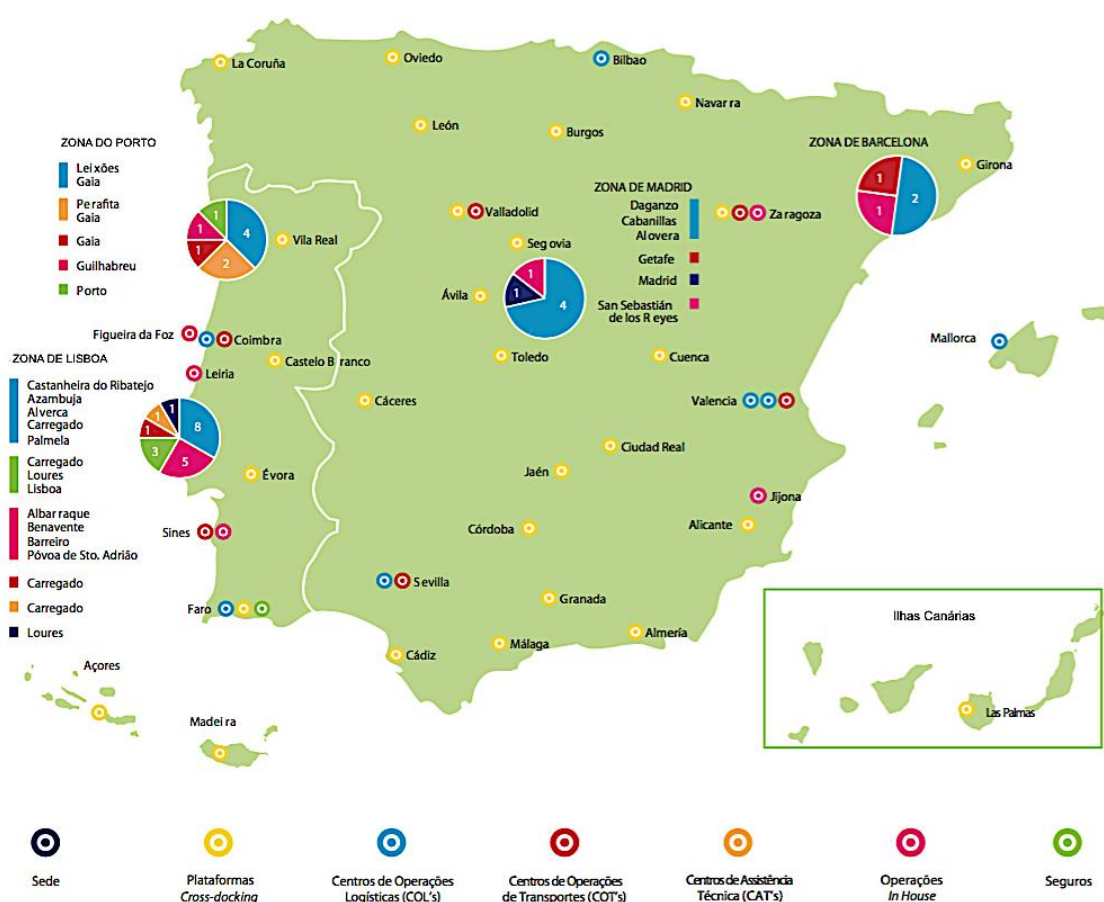 La Coruña
Oviedo
Bilbao
Navarra
León
Burgos
ZONA DO PORTO
Leixões
Gaia
Perafita
Gaia
Gaia
Guilhabreu
Porto
1
1
4
1
2
Vila Real
ZONA DE BARCELONA
1
1
2
Girona
ZONA DE MADRID
Daganzo
Cabanillas
Alovera
Getafe
Madrid
San Sebastián
de los Reyes
Valladolid
Zaragoza
Segovia
1
1
4
Ávila
Figueira da Foz
Coimbra
Castelo Branco
Toledo
Cuenca
Mallorca
ZONA DE LISBOA
Castanheira do Ribatejo
Azambuja
Alverca
Carregado
Palmela
Carregado
Loures
Lisboa
Albarraque
Benavente
Barreiro
Póvoa de Sto. Adrião
Carregado
Carregado
Loures
Leiria
1
1
1
8
3
5
Cáceres
Valencia
Ciudad Real
Évora
Jaén
Jijona
Sines
Córdoba
Alicante
Sevilla
Faro
Granada
Málaga
Almería
Cádiz
Ilhas Canárias
Las Palmas
Açores
Madeira
Sede
Plataformas
Cross-docking
Centros de Operações
Logísticas (COL's)
Centros de Operações
de Transportes (COT's)
Centros de Assistência
Técnica (CAT's)
Operações
In House
Seguros